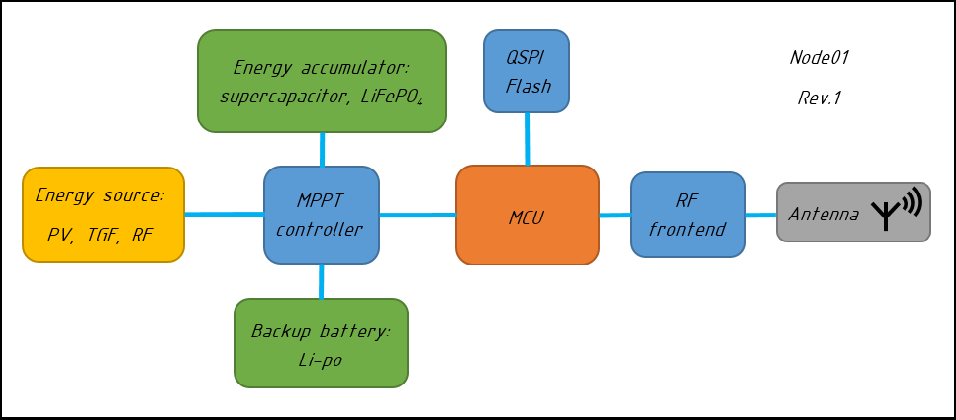 Energy accumulator:
supercapacitor, LiFePO₄
QSPI
Flash
Node01
Rev.1
Energy source:
PV, TGF, RF
MPPT
controller
MCU
RF
frontend
Antenna
Backup battery:
Li-po